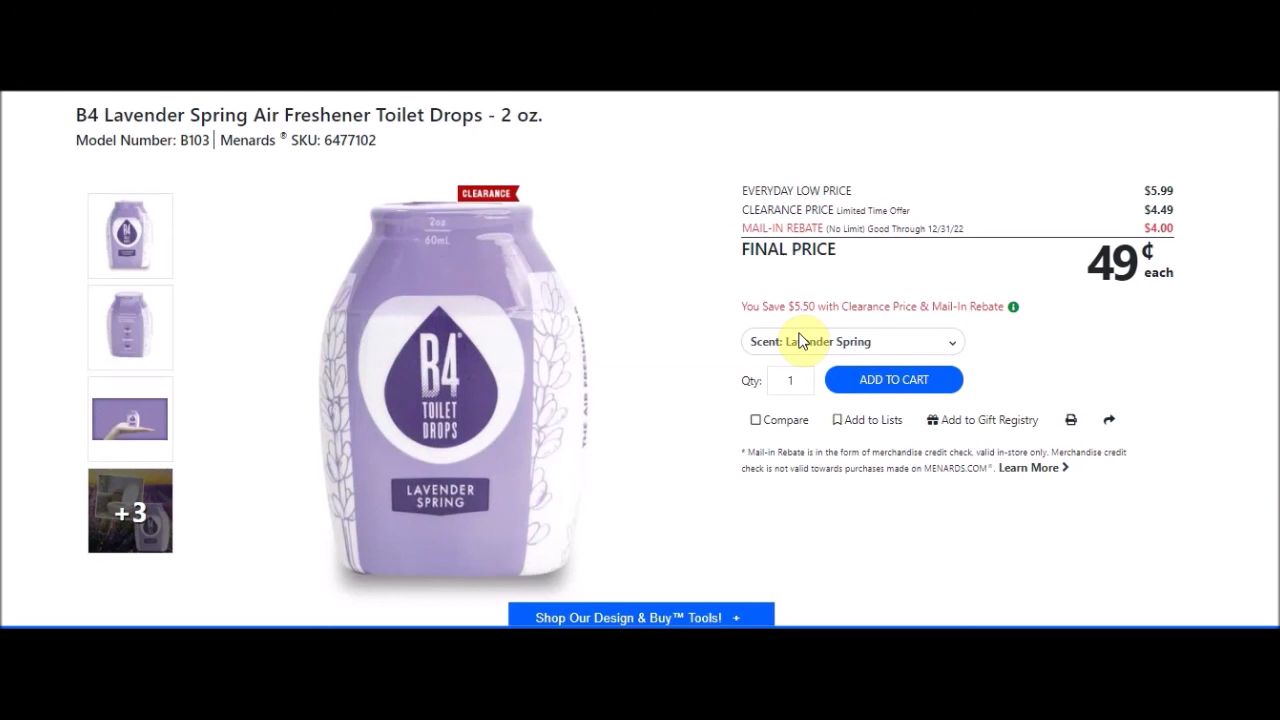 B4 Lavender Spring Air Freshener Toilet Drops - 2 oz.
Model Number: B103 | Menards ® SKU: 6477102
CLEARANCE
2oz
60mL
B4
TOILET
DROPS
LAVENDER
SPRING
+3
EVERYDAY LOW PRICE $5.99
CLEARANCE PRICE Limited Time Offer $4.49
MAIL-IN REBATE (No Limit) Good Through 12/31/22 $4.00
FINAL PRICE 49¢ each
You Save $5.50 with Clearance Price & Mail-In Rebate
Scent: Lavender Spring
Qty: 1 ADD TO CART
Compare Add to Lists Add to Gift Registry
* Mail-in Rebate is in the form of merchandise credit check, valid in-store only. Merchandise credit
check is not valid towards purchases made on MENARDS.COM®. Learn More
Shop Our Design & Buy™ Tools! +